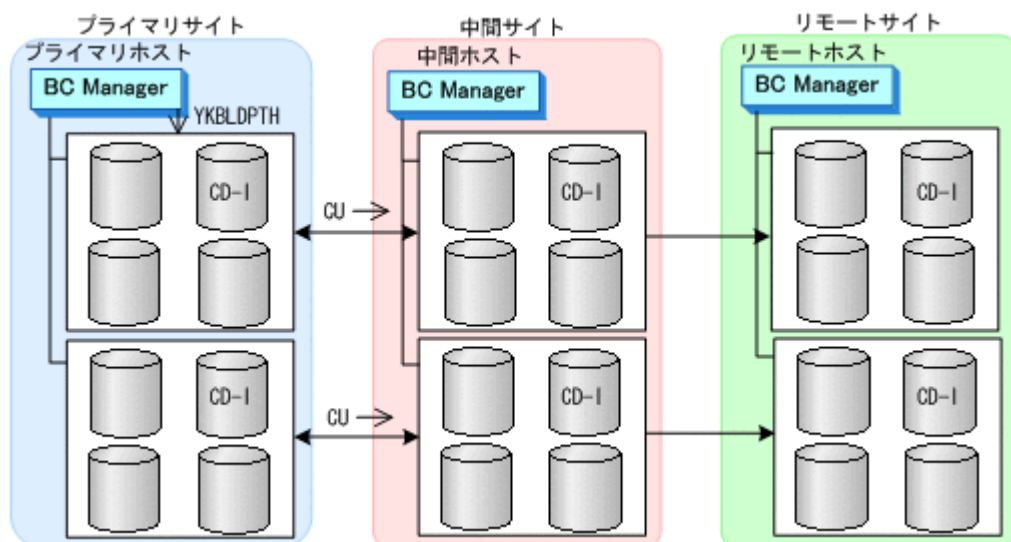 プライマリサイト
プライマリホスト
BC Manager
YKBLDPTH
CD-I
CD-I
CU
CU
中間サイト
中間ホスト
BC Manager
CD-I
CD-I
リモートサイト
リモートホスト
BC Manager
CD-I
CD-I